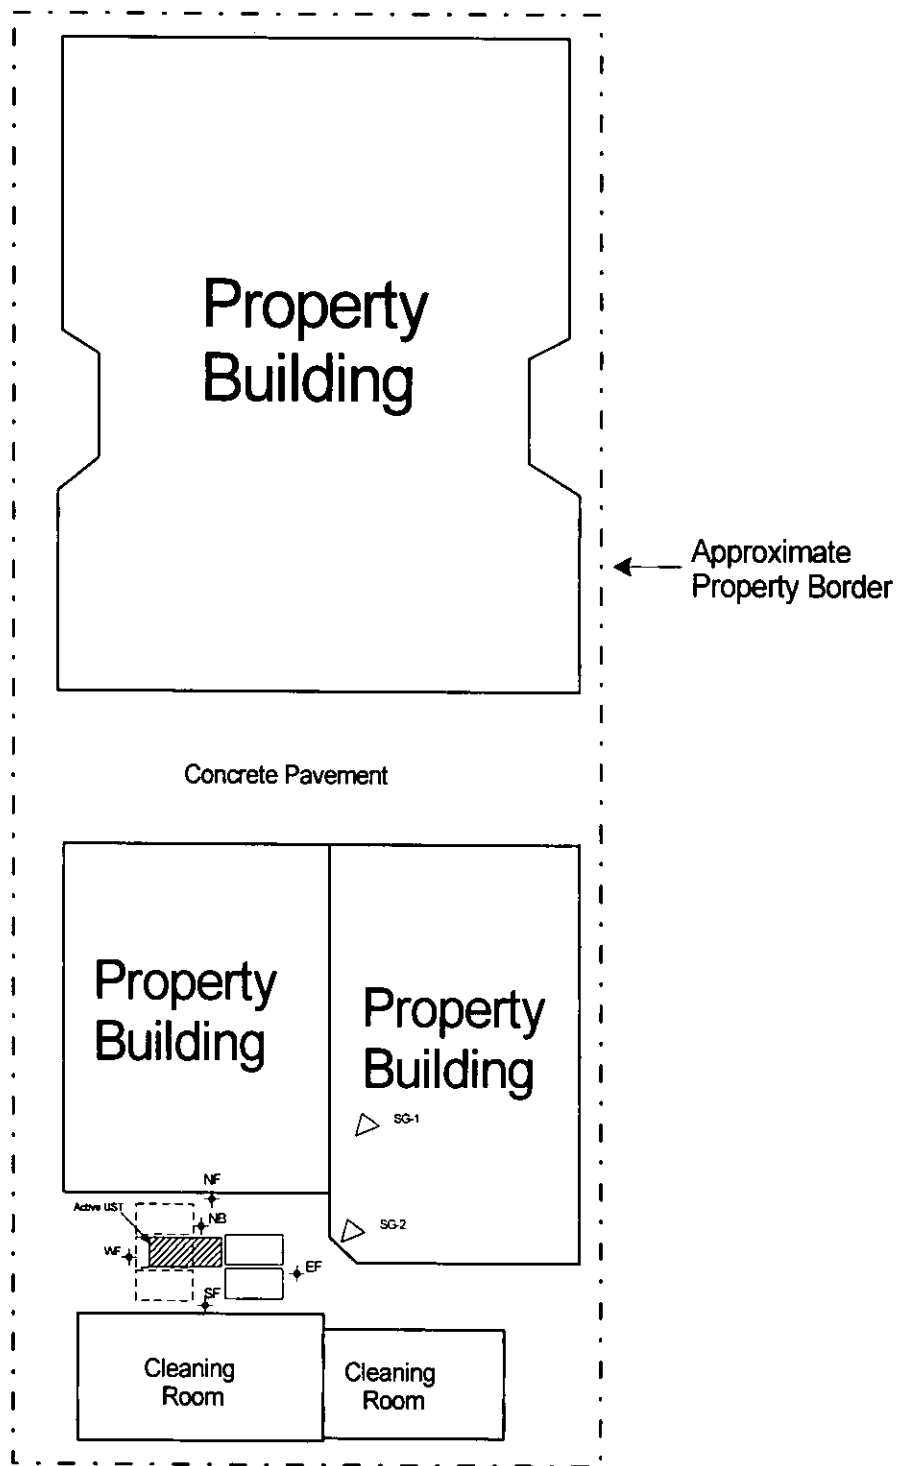 Property
Building
Approximate
Property Border
Concrete Pavement
Property
Building
Property
Building
SG-1
NF
Active UST
NB
SG-2
WF
EF
SF
Cleaning
Room
Cleaning
Room